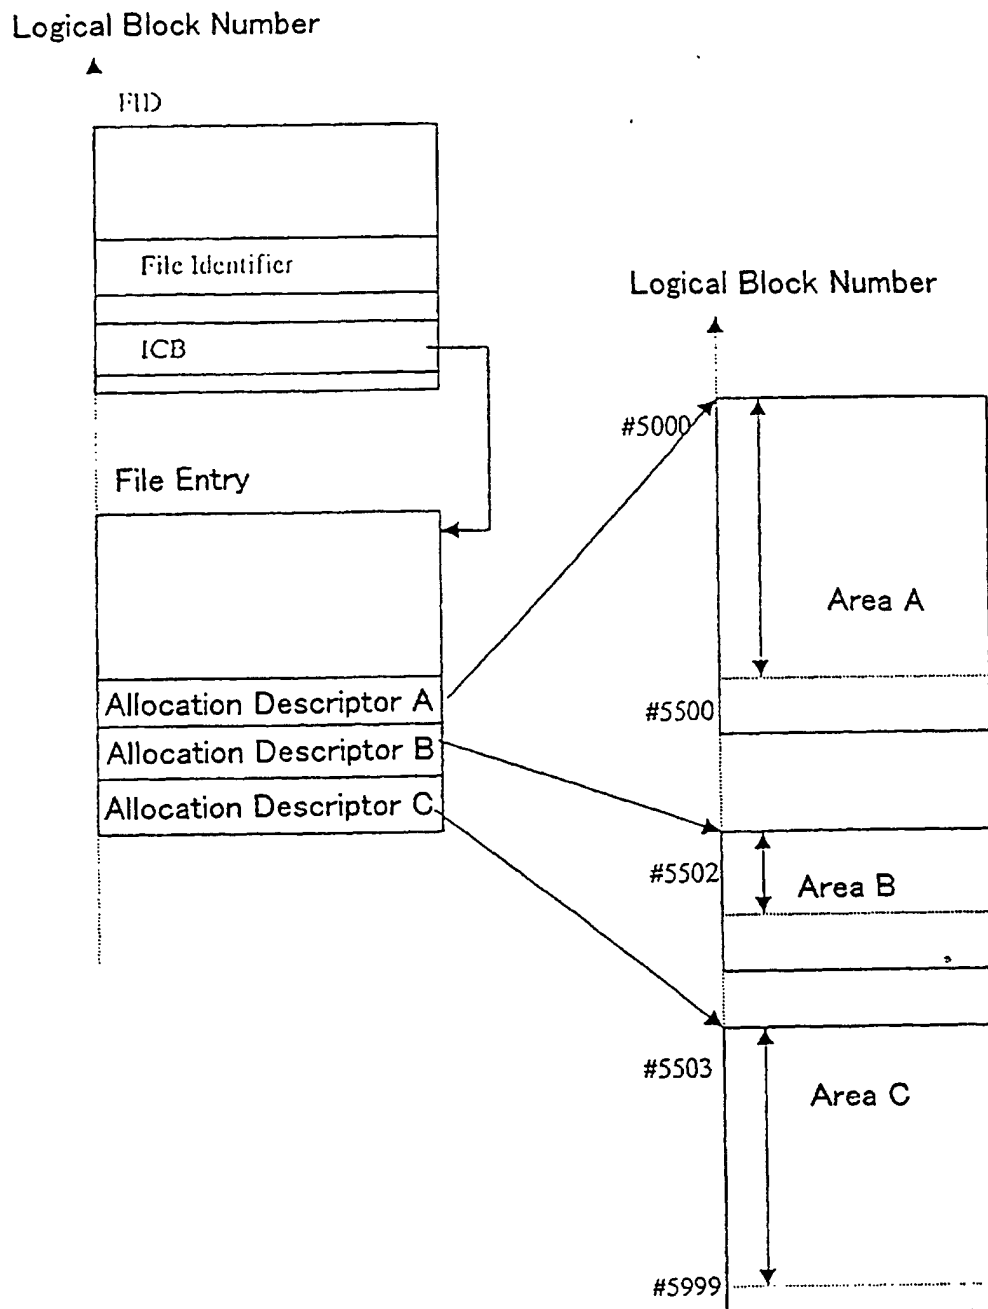 Logical Block Number
FID
File Identifier
ICB
File Entry
Allocation Descriptor A
Allocation Descriptor B
Allocation Descriptor C
Logical Block Number
#5000
Area A
#5500
#5502
Area B
#5503
Area C
#5999